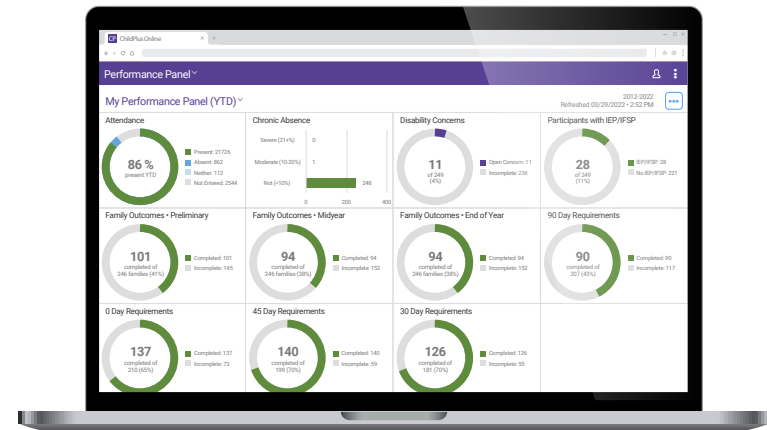 CP ChildPlus Online × +
Performance Panel
My Performance Panel (YTD)
2012-2022
Refreshed 03/29/2022 • 2:52 PM
Attendance
86 %
present YTD
Present: 21726
Absent: 862
Neither: 112
Not Entered: 2544
Chronic Absence
Severe (21+%) 0
Moderate (10-20%) 1
Not (<10%) 248
0 200 400
Disability Concerns
11
of 249
(4%)
Open Concern: 11
Incomplete: 238
Participants with IEP/IFSP
28
of 249
(11%)
IEP/IFSP: 28
No IEP/IFSP: 221
Family Outcomes • Preliminary
101
completed of
246 families (41%)
Completed: 101
Incomplete: 145
Family Outcomes • Midyear
94
completed of
246 families (38%)
Completed: 94
Incomplete: 152
Family Outcomes • End of Year
94
completed of
246 families (38%)
Completed: 94
Incomplete: 152
90 Day Requirements
90
completed of
207 (43%)
Completed: 90
Incomplete: 117
0 Day Requirements
137
completed of
210 (65%)
Completed: 137
Incomplete: 73
45 Day Requirements
140
completed of
199 (70%)
Completed: 140
Incomplete: 59
30 Day Requirements
126
completed of
181 (70%)
Completed: 126
Incomplete: 55